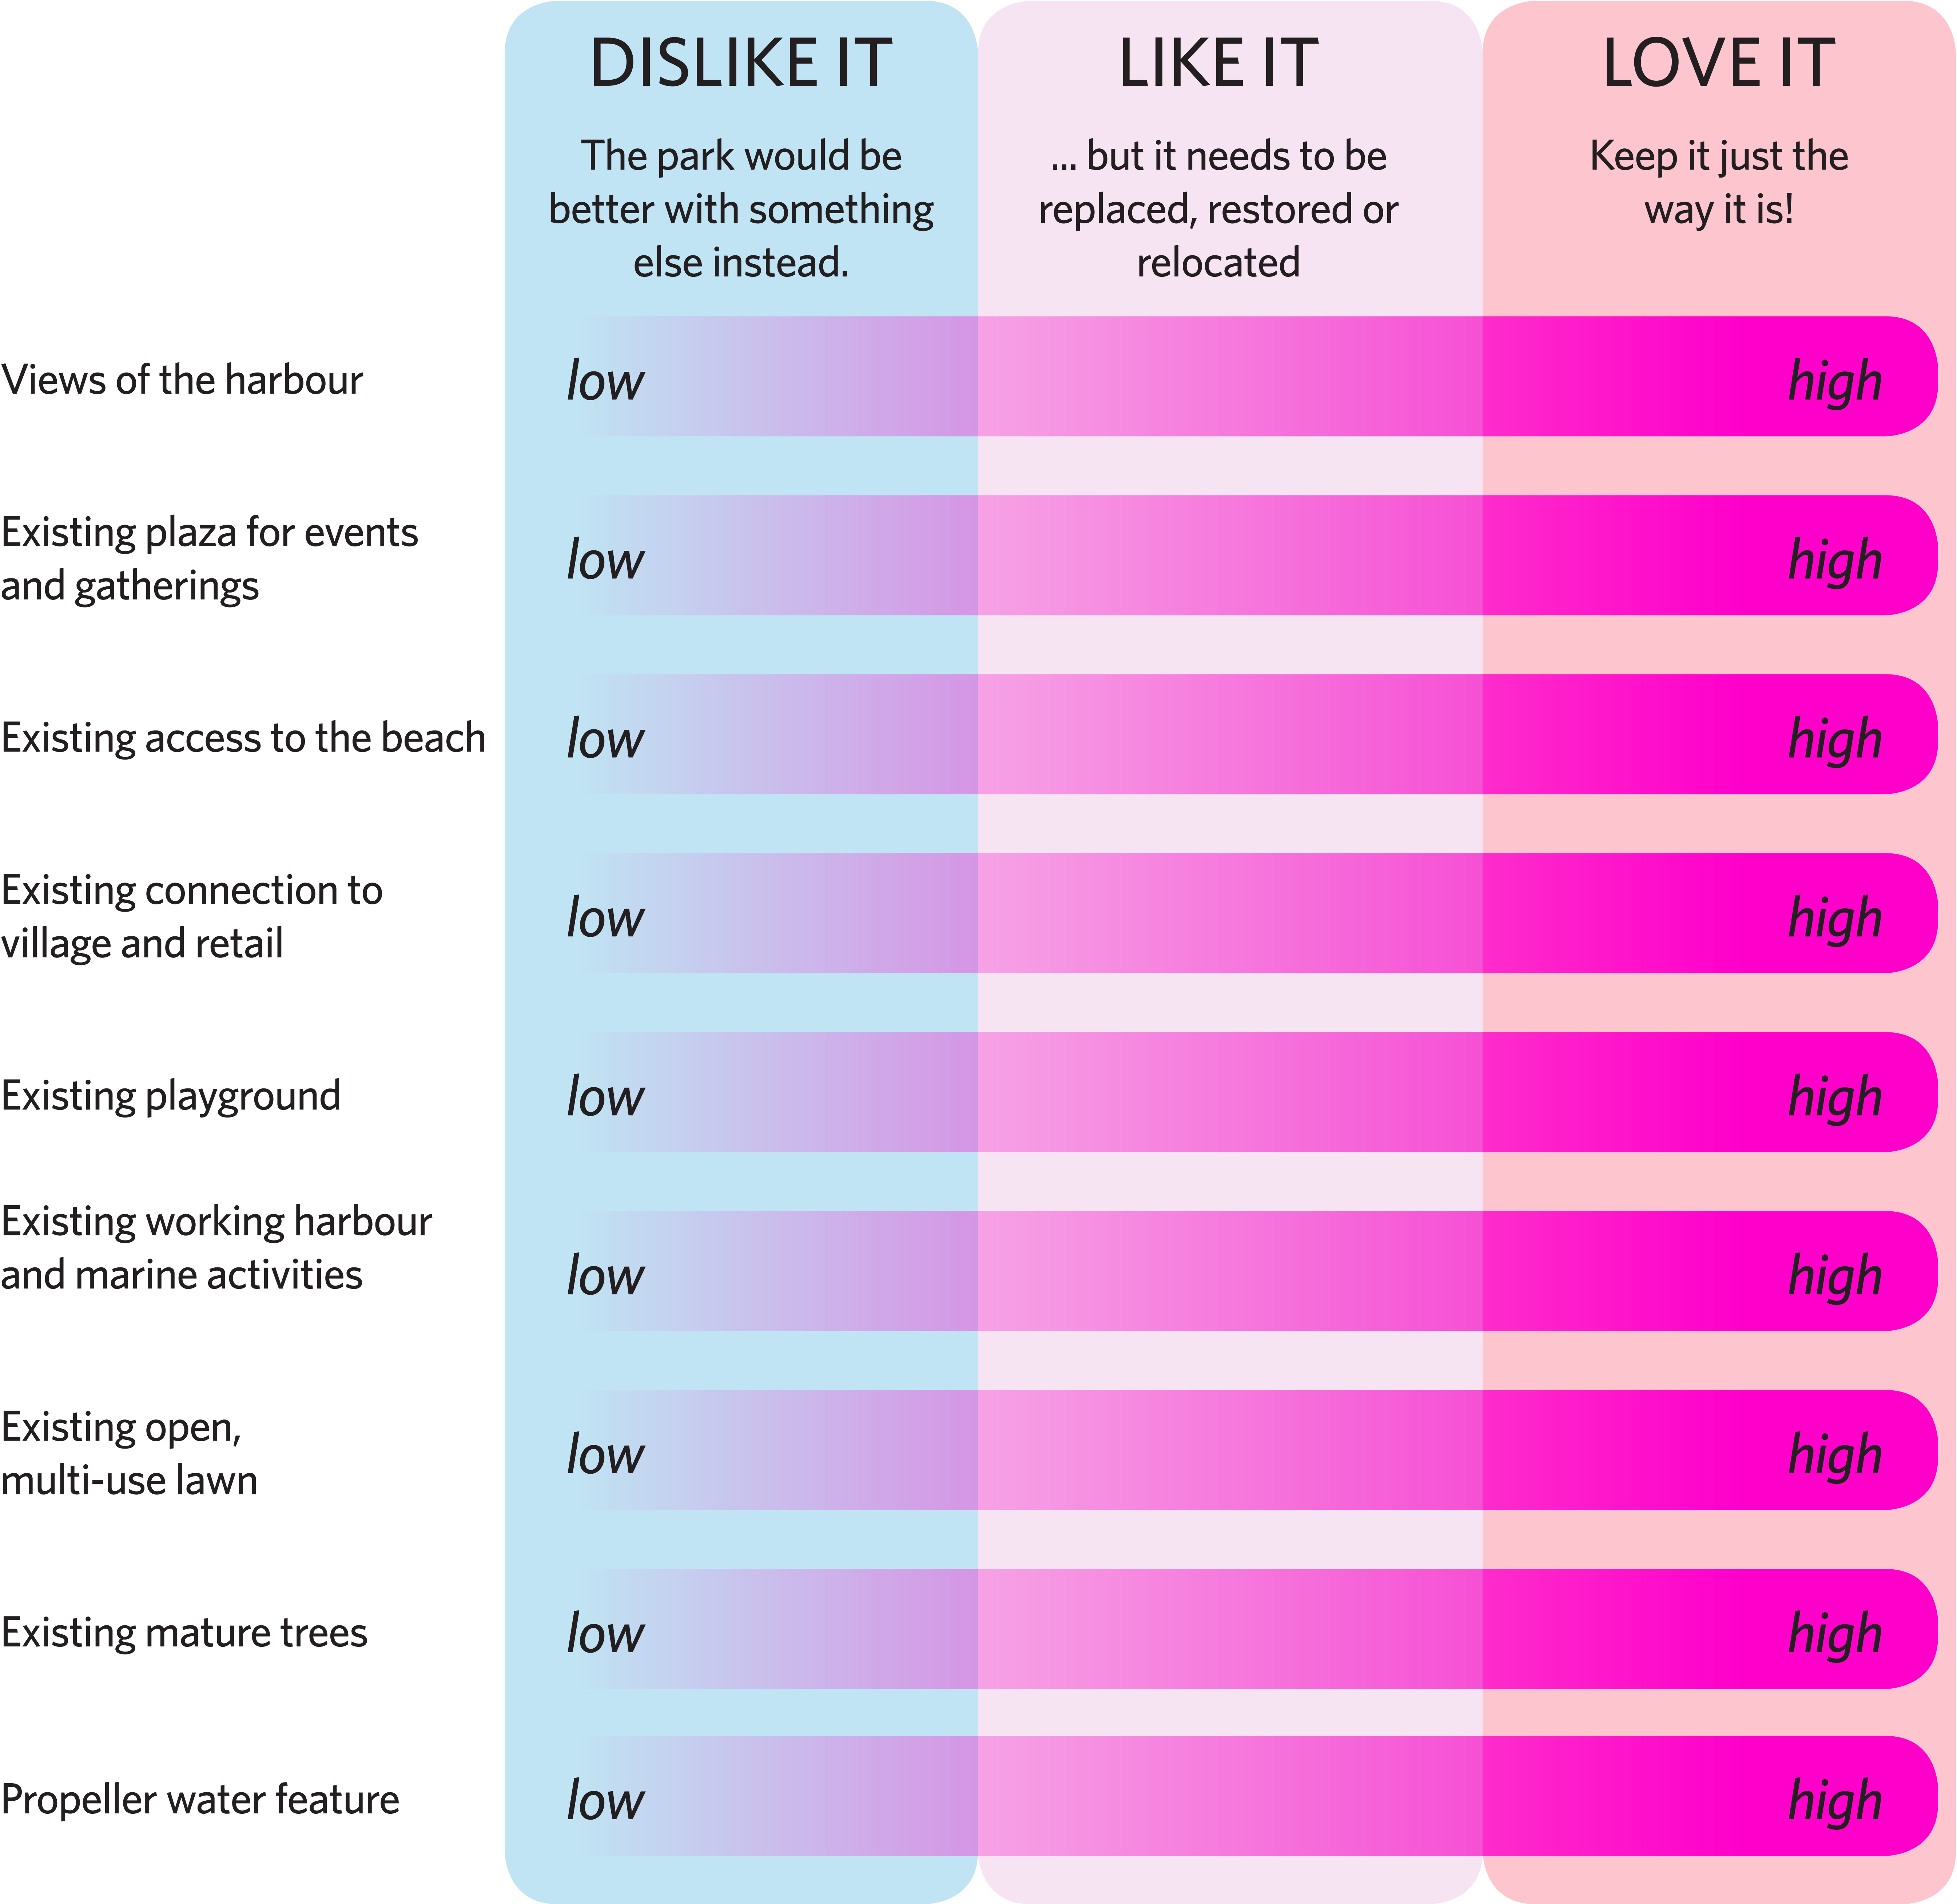 DISLIKE IT
The park would be
better with something
else instead.
LIKE IT
... but it needs to be
replaced, restored or
relocated
LOVE IT
Keep it just the
way it is!
Views of the harbour
low
high
Existing plaza for events
and gatherings
low
high
Existing access to the beach
low
high
Existing connection to
village and retail
low
high
Existing playground
low
high
Existing working harbour
and marine activities
low
high
Existing open,
multi-use lawn
low
high
Existing mature trees
low
high
Propeller water feature
low
high